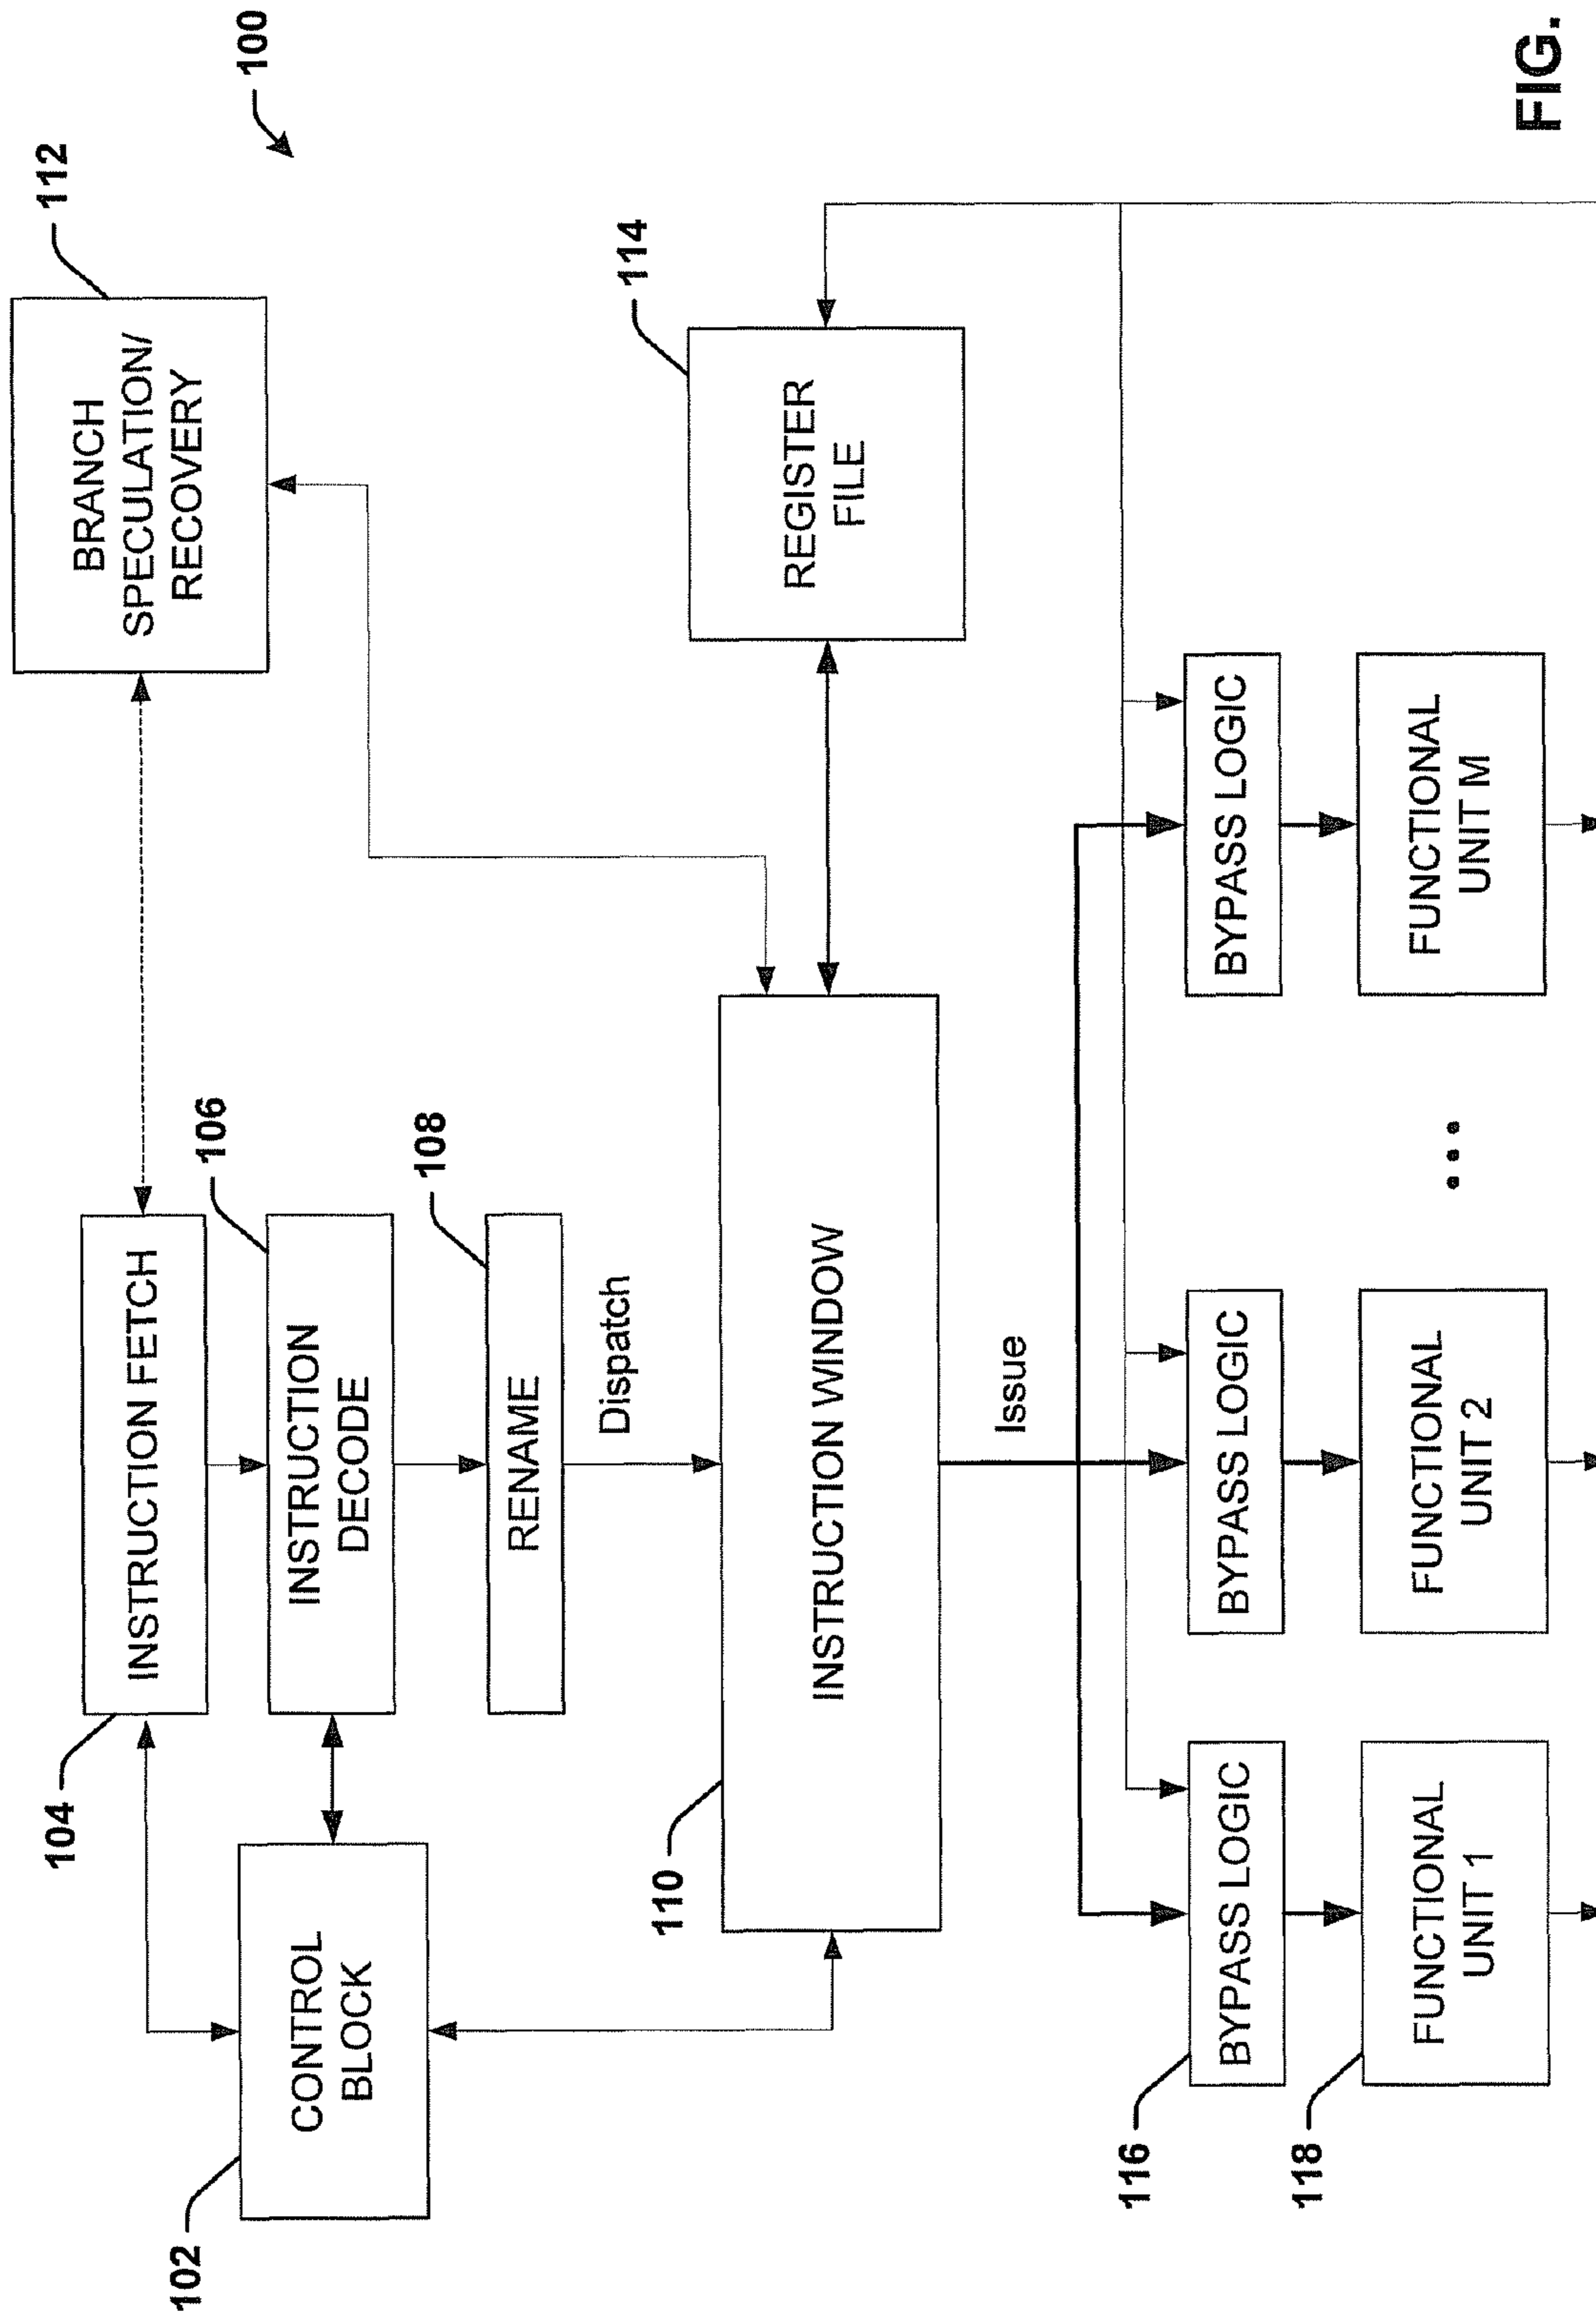 100
112
BRANCH
SPECULATION/
RECOVERY
104
INSTRUCTION FETCH
106
INSTRUCTION
DECODE
102
CONTROL
BLOCK
108
RENAME
Dispatch
114
REGISTER
FILE
110
INSTRUCTION WINDOW
Issue
116
BYPASS LOGIC
BYPASS LOGIC
BYPASS LOGIC
118
FUNCTIONAL
UNIT 1
FUNCTIONAL
UNIT 2
...
FUNCTIONAL
UNIT M
FIG.